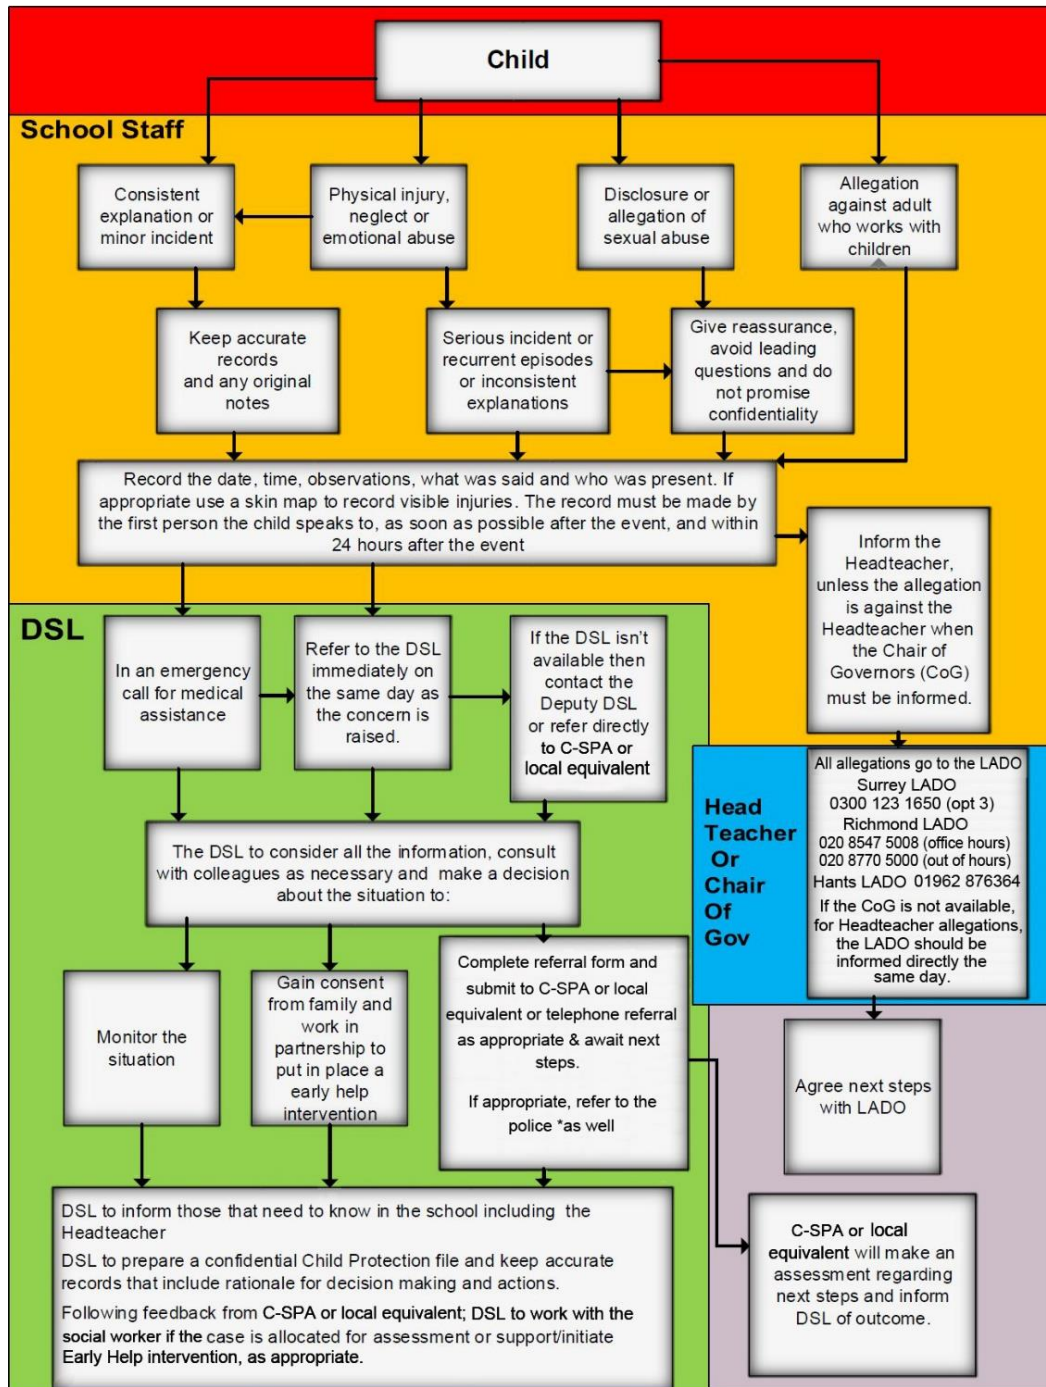 Child
School Staff
Consistent
explanation or
minor incident
Physical injury,
neglect or
emotional abuse
Disclosure or
allegation of
sexual abuse
Allegation
against adult
who works with
children
Keep accurate
records
and any original
notes
Serious incident or
recurrent episodes
or inconsistent
explanations
Give reassurance,
avoid leading
questions and do
not promise
confidentiality
Record the date, time, observations, what was said and who was present. If
appropriate use a skin map to record visible injuries. The record must be made by
the first person the child speaks to, as soon as possible after the event, and within
24 hours after the event
Inform the
Headteacher,
unless the allegation
is against the
Headteacher when
the Chair of
Governors (CoG)
must be informed.
DSL
In an emergency
call for medical
assistance
Refer to the DSL
immediately on
the same day as
the concern is
raised.
If the DSL isn't
available then
contact the
Deputy DSL
or refer directly
to C-SPA or
local equivalent
Head
Teacher
Or
Chair
Of
Gov
All allegations go to the LADO
Surrey LADO
0300 123 1650 (opt 3)
Richmond LADO
020 8547 5008 (office hours)
020 8770 5000 (out of hours)
Hants LADO 01962 876364
If the CoG is not available,
for Headteacher allegations,
the LADO should be
informed directly the
same day.
The DSL to consider all the information, consult
with colleagues as necessary and make a decision
about the situation to:
Monitor the
situation
Gain consent
from family and
work in
partnership to
put in place a
early help
intervention
Complete referral form and
submit to C-SPA or local
equivalent or telephone referral
as appropriate & await next
steps.
If appropriate, refer to the
police *as well
Agree next steps
with LADO
DSL to inform those that need to know in the school including the
Headteacher
DSL to prepare a confidential Child Protection file and keep accurate
records that include rationale for decision making and actions.
Following feedback from C-SPA or local equivalent; DSL to work with the
social worker if the case is allocated for assessment or support/initiate
Early Help intervention, as appropriate.
C-SPA or local
equivalent will make an
assessment regarding
next steps and inform
DSL of outcome.